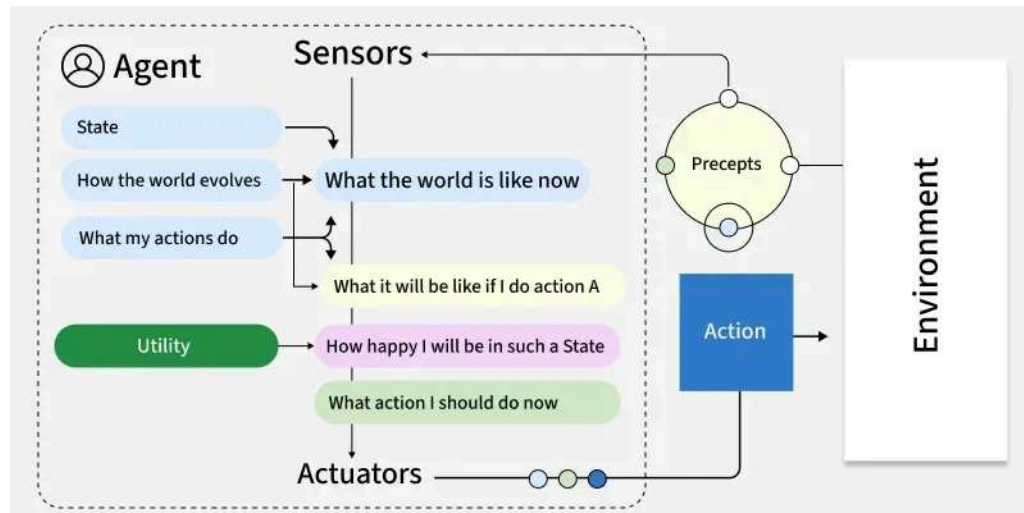 Agent
Sensors
State
How the world evolves
What the world is like now
What my actions do
What it will be like if I do action A
Utility
How happy I will be in such a State
What action I should do now
Actuators
Precepts
Action
Environment